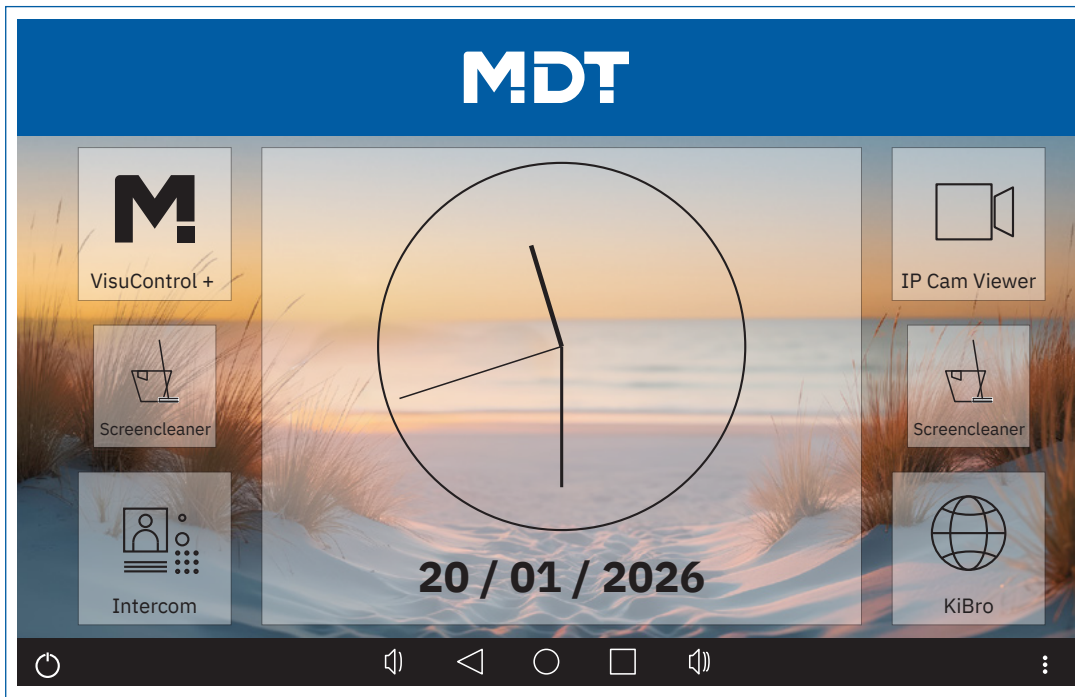 MDT
VisuControl +
IP Cam Viewer
Screencleaner
Screencleaner
Intercom
20 / 01 / 2026
KiBro